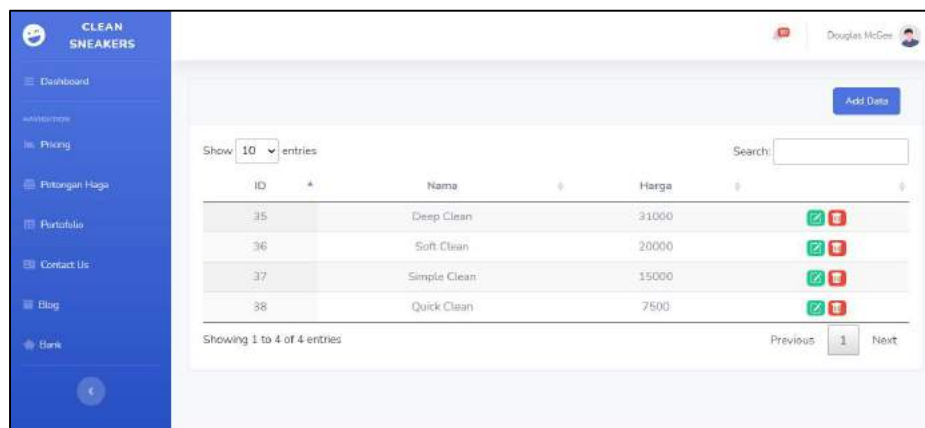 CLEAN
SNEAKERS
Douglas McGee
Dashboard
NAVIGATION
Pricing
Add Data
Show 10 entries
Search:
Potongan Haga
ID Nama Harga
35 Deep Clean 31000
Portofolio
36 Soft Clean 20000
Contact Us
37 Simple Clean 15000
Blog
38 Quick Clean 7500
Bank
Showing 1 to 4 of 4 entries
Previous 1 Next